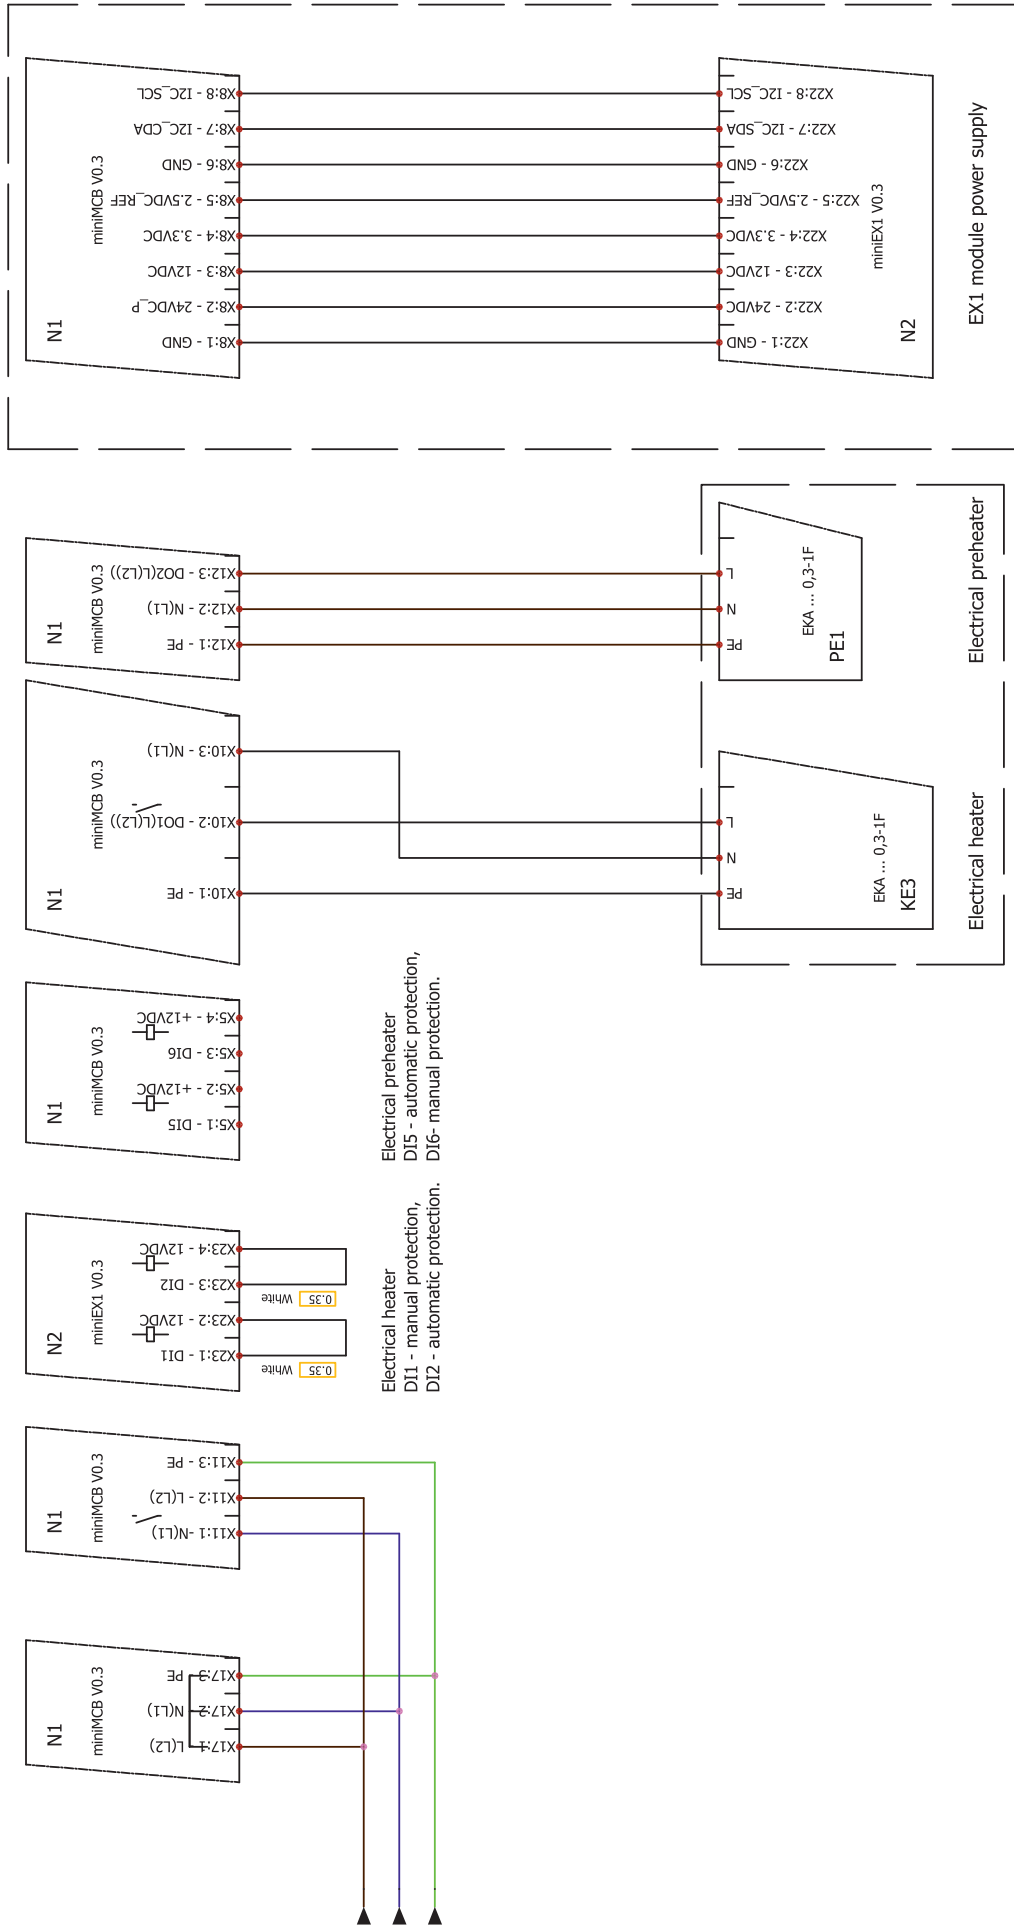 N1
miniMCB V0.3
X17:1 - L(L2)
X17:2 - N(L1)
X17:3 - PE
N1
miniMCB V0.3
X11:1 -N(L1)
X11:2 - L(L2)
X11:3 - PE
N2
miniEX1 V0.3
X23:1 - DI1
X23:2 - 12VDC
X23:3 - DI2
X23:4 - 12VDC
White 0.35
White 0.35
Electrical heater
DI1 - manual protection,
DI2 - automatic protection.
N1
miniMCB V0.3
X5:1 - DI5
X5:2 - +12VDC
X5:3 - DI6
X5:4 - +12VDC
Electrical preheater
DI5 - automatic protection,
DI6- manual protection.
N1
miniMCB V0.3
X10:1 - PE
X10:2 - DO1(L(L2))
X10:3 - N(L1)
PE
N
L
EKA ... 0,3-1F
KE3
Electrical heater
N1
miniMCB V0.3
X12:1 - PE
X12:2 - N(L1)
X12:3 - DO2(L(L2))
PE
N
L
EKA ... 0,3-1F
PE1
Electrical preheater
N1
miniMCB V0.3
X8:1 - GND
X8:2 - 24VDC_P
X8:3 - 12VDC
X8:4 - 3.3VDC
X8:5 - 2.5VDC_REF
X8:6 - GND
X8:7 - I2C_CDA
X8:8 - I2C_SCL
X22:1 - GND
X22:2 - 24VDC
X22:3 - 12VDC
X22:4 - 3.3VDC
X22:5 - 2.5VDC_REF
X22:6 - GND
X22:7 - I2C_SDA
X22:8 - I2C_SCL
miniEX1 V0.3
N2
EX1 module power supply